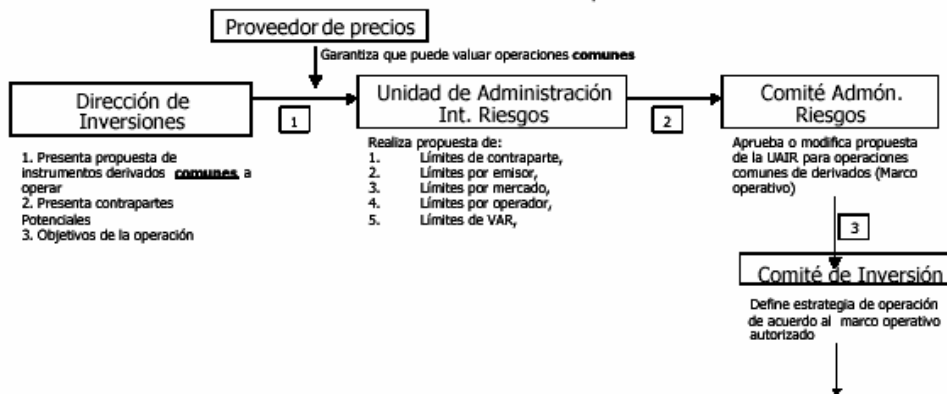 Proveedor de precios
Garantiza que puede valuar operaciones comunes
Dirección de
Inversiones
1
Unidad de Administración
Int. Riesgos
2
Comité Admón.
Riesgos
1. Presenta propuesta de
instrumentos derivados comunes a
operar
2. Presenta contrapartes
Potenciales
3. Objetivos de la operación
Realiza propuesta de:
1. Límites de contraparte,
2. Límites por emisor,
3. Límites por mercado,
4. Límites por operador,
5. Límites de VAR,
Aprueba o modifica propuesta
de la UAIR para operaciones
comunes de derivados (Marco
operativo)
3
Comité de Inversión
Define estrategia de operación
de acuerdo al marco operativo
autorizado